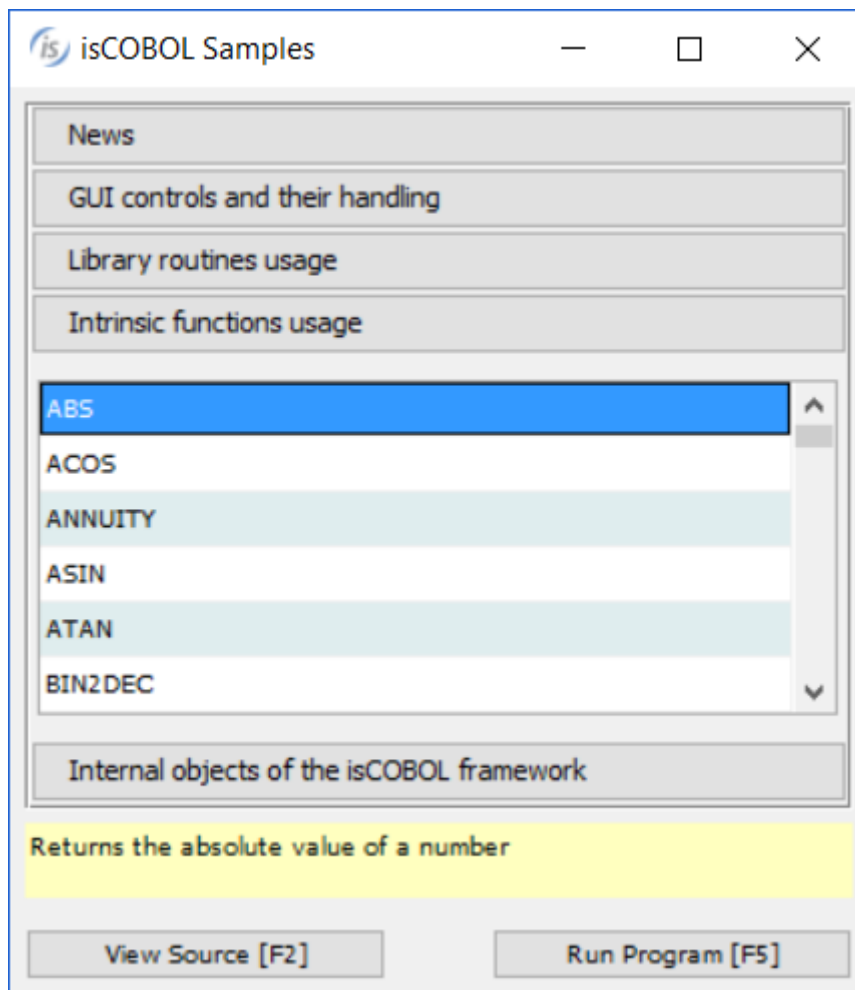 is isCOBOL Samples
News
GUI controls and their handling
Library routines usage
Intrinsic functions usage
ABS
ACOS
ANNUITY
ASIN
ATAN
BIN2DEC
Internal objects of the isCOBOL framework
Returns the absolute value of a number
View Source [F2] Run Program [F5]